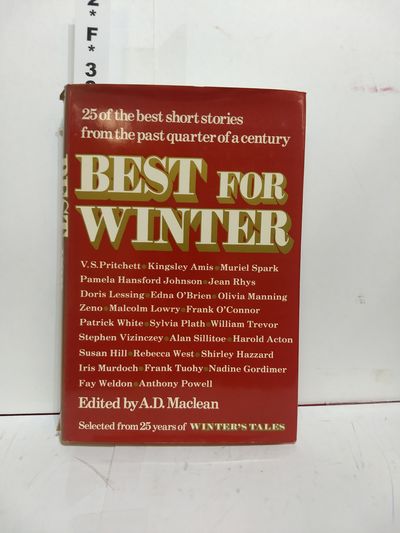 2 * F * 3
25 of the best short stories
from the past quarter of a century
BEST FOR
WINTER
V.S. Pritchett • Kingsley Amis • Muriel Spark
Pamela Hansford Johnson • Jean Rhys
Doris Lessing • Edna O'Brien • Olivia Manning
Zeno • Malcolm Lowry • Frank O'Connor
Patrick White • Sylvia Plath • William Trevor
Stephen Vizinczey • Alan Sillitoe • Harold Acton
Susan Hill • Rebecca West • Shirley Hazzard
Iris Murdoch • Frank Tuohy • Nadine Gordimer
Fay Weldon • Anthony Powell
Edited by A.D. Maclean
Selected from 25 years of WINTER'S TALES